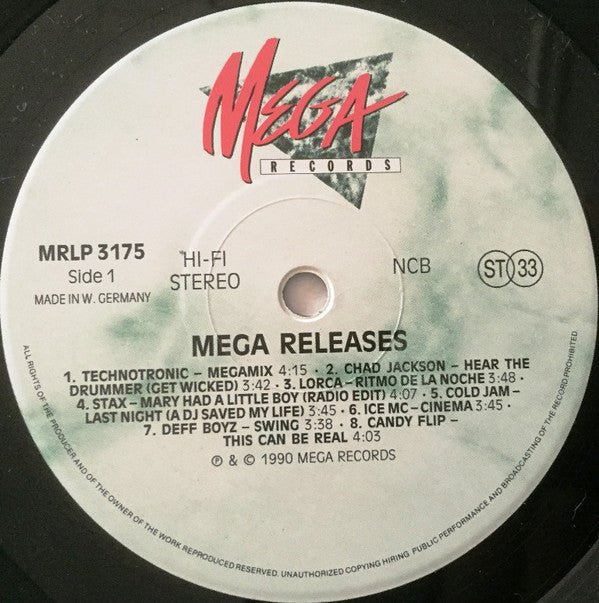 MEGA
RECORDS
MRLP 3175
Side 1
MADE IN W. GERMANY
HI-FI
STEREO
NCB
ST 33
MEGA RELEASES
1. TECHNOTRONIC – MEGAMIX 4:15 · 2. CHAD JACKSON – HEAR THE
DRUMMER (GET WICKED) 3:42 · 3. LORCA – RITMO DE LA NOCHE 3:48 ·
4. STAX – MARY HAD A LITTLE BOY (RADIO EDIT) 4:07 · 5. COLD JAM –
LAST NIGHT (A DJ SAVED MY LIFE) 3:45 · 6. ICE MC – CINEMA 3:45 ·
7. DEFF BOYZ – SWING 3:38 · 8. CANDY FLIP –
THIS CAN BE REAL 4:03
℗ & © 1990 MEGA RECORDS
ALL RIGHTS OF THE PRODUCER AND OF THE OWNER OF THE WORK REPRODUCED RESERVED. UNAUTHORIZED COPYING HIRING PUBLIC PERFORMANCE AND BROADCASTING OF THE RECORD PROHIBITED